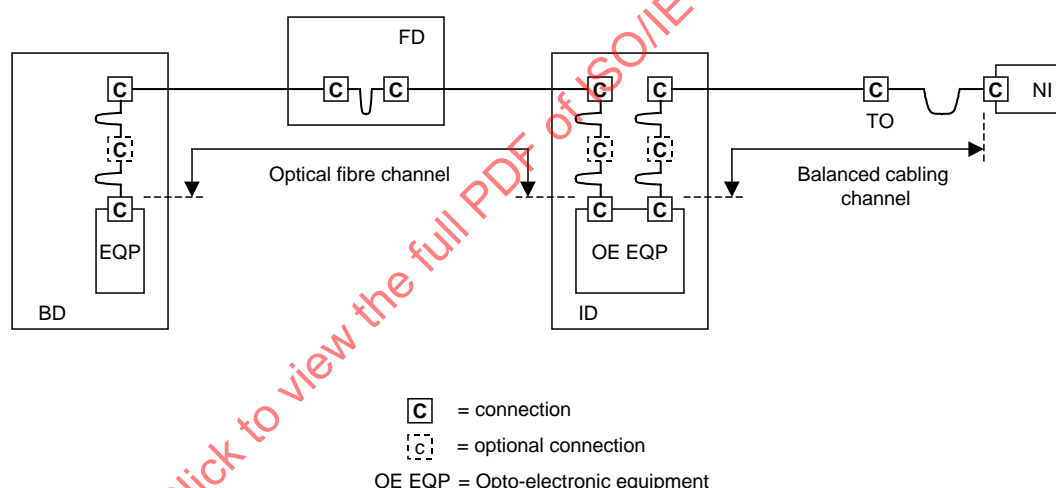 FD
C C C C C C C NI
TO
C C C
Optical fibre channel
Balanced cabling
channel
C C C
EQP
OE EQP
BD
ID
C = connection
c = optional connection
OE EQP = Opto-electronic equipment
click to view the full PDF of ISO/IE